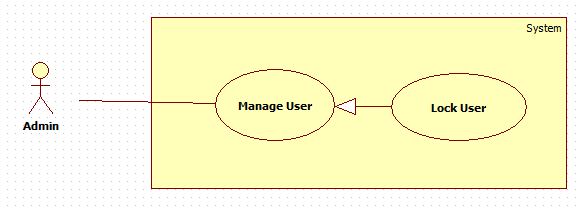 System
Admin
Manage User
Lock User